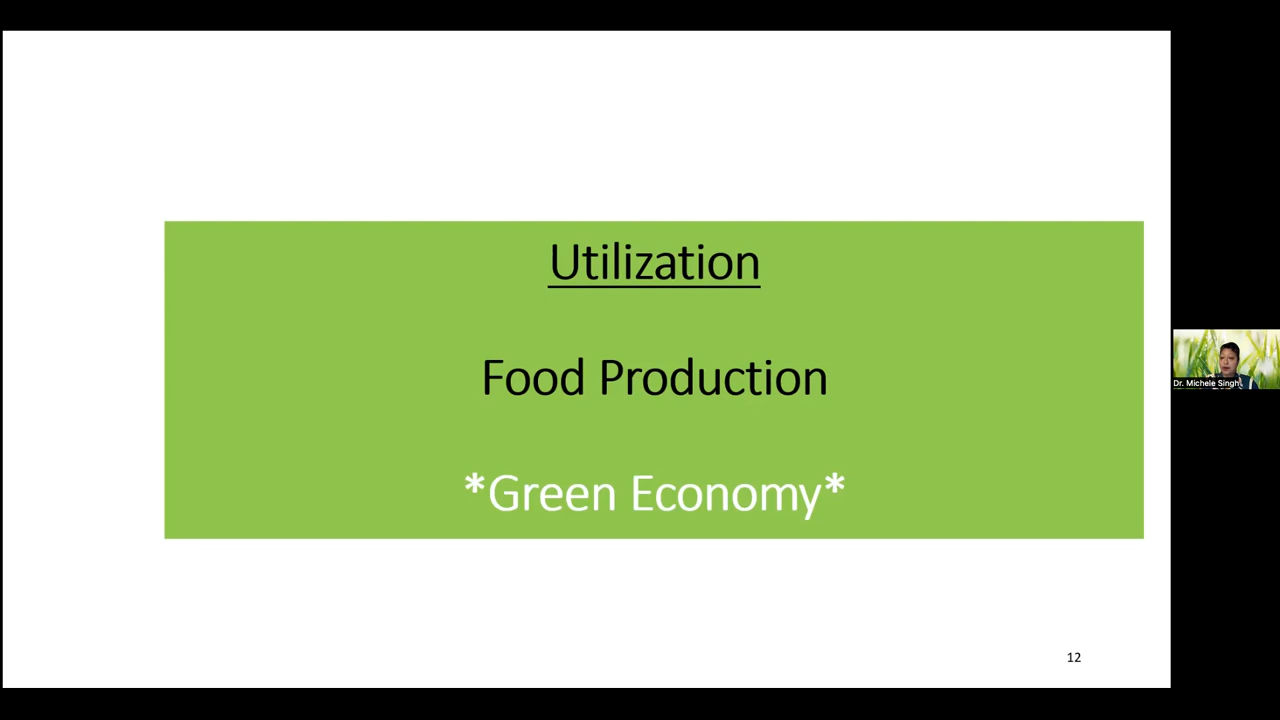 Utilization
Food Production
*Green Economy*
Dr. Michele Singh
12